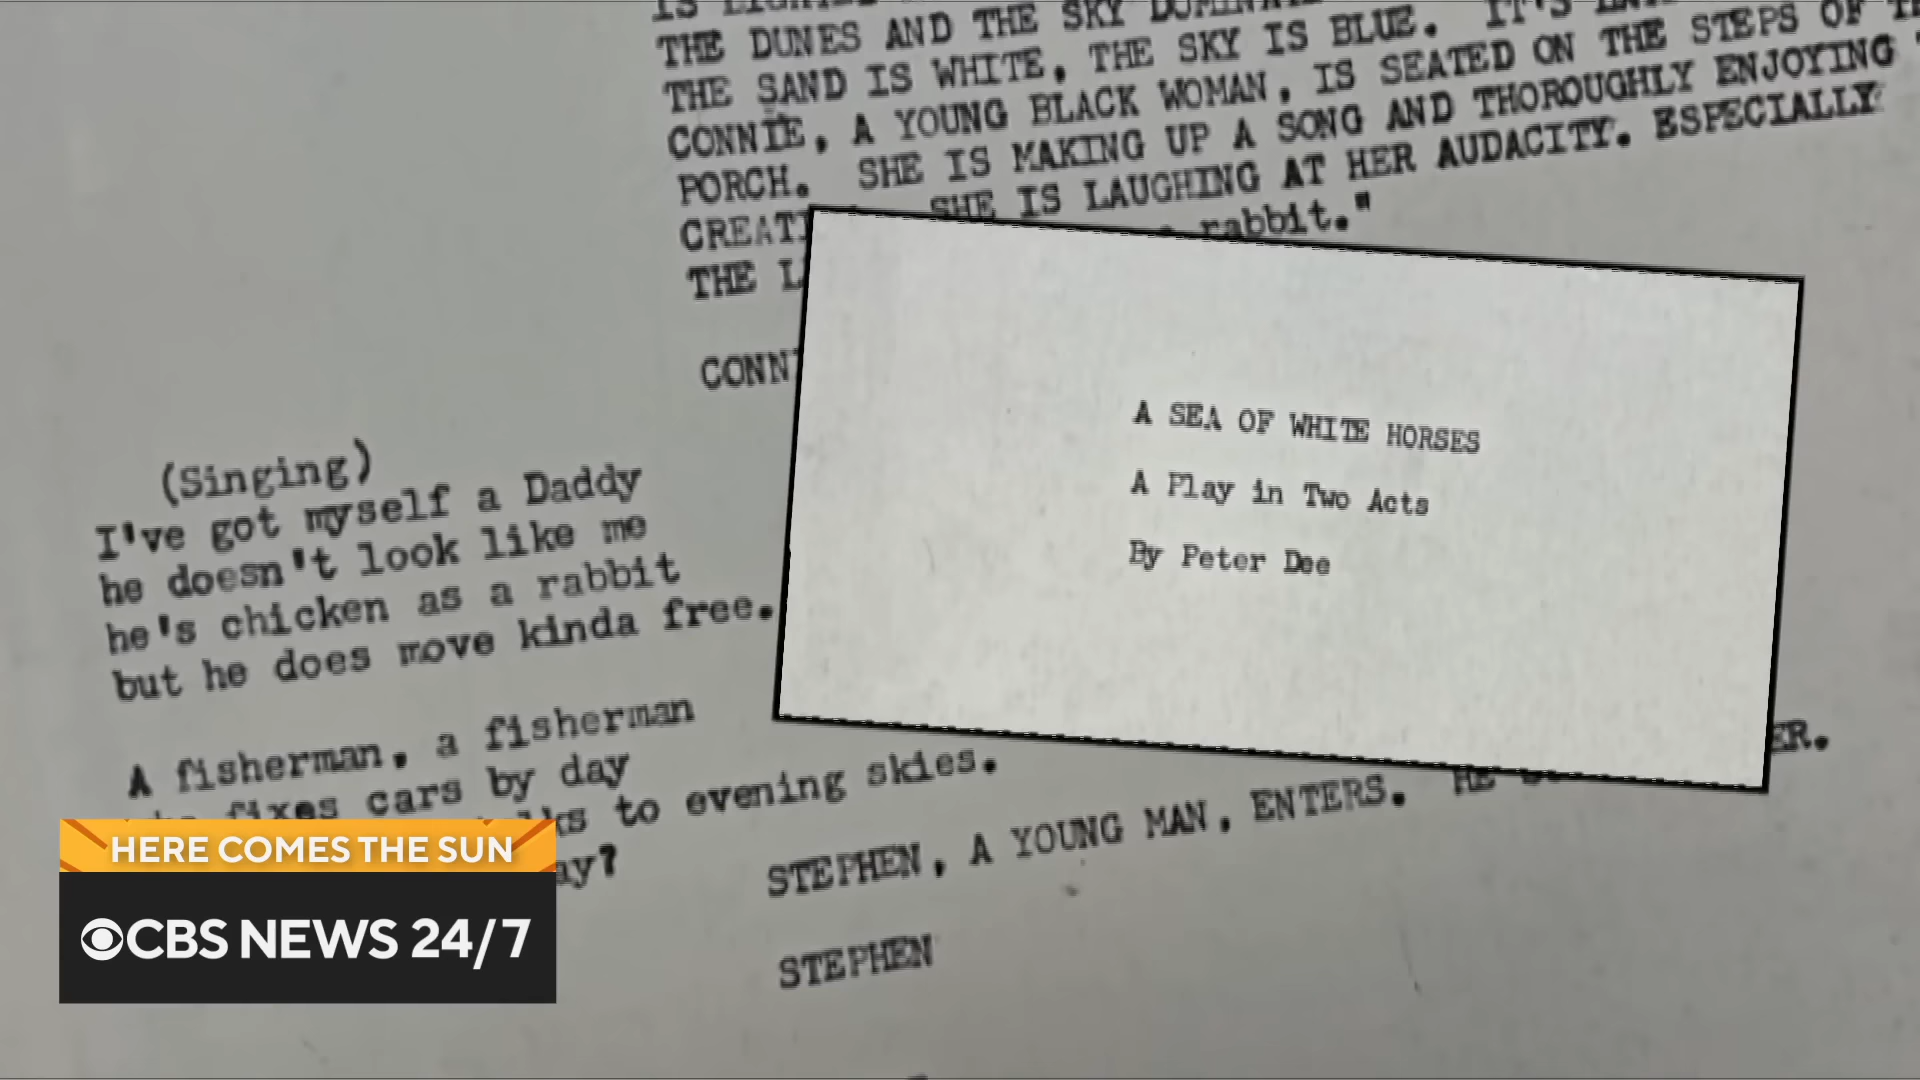 THE DUNES AND THE SKY
THE SAND IS WHITE, THE SKY IS BLUE. IT'S
CONNIE, A YOUNG BLACK WOMAN, IS SEATED ON THE STEPS OF
PORCH. SHE IS MAKING UP A SONG AND THOROUGHLY ENJOYING
SHE IS LAUGHING AT HER AUDACITY. ESPECIALLY
THE
rabbit."
(Singing)
I've got myself a Daddy
he doesn't look like me
he's chicken as a rabbit
but he does move kinda free.
A fisherman, a fisherman
fixes cars by day
to evening skies.
STEPHEN, A YOUNG MAN, ENTERS. HE
STEPHEN
A SEA OF WHITE HORSES
A Play in Two Acts
By Peter Dee
HERE COMES THE SUN
CBS NEWS 24/7